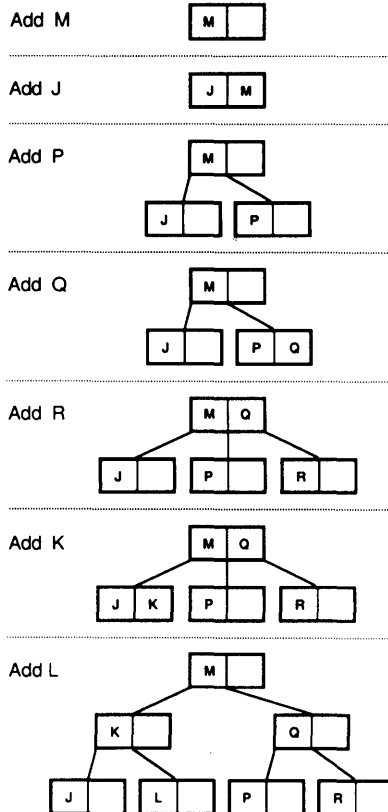 Add M
M
Add J
J M
Add P
M
J P
Add Q
M
J P Q
Add R
M Q
J P R
Add K
M Q
J K P R
Add L
M
K Q
J L P R